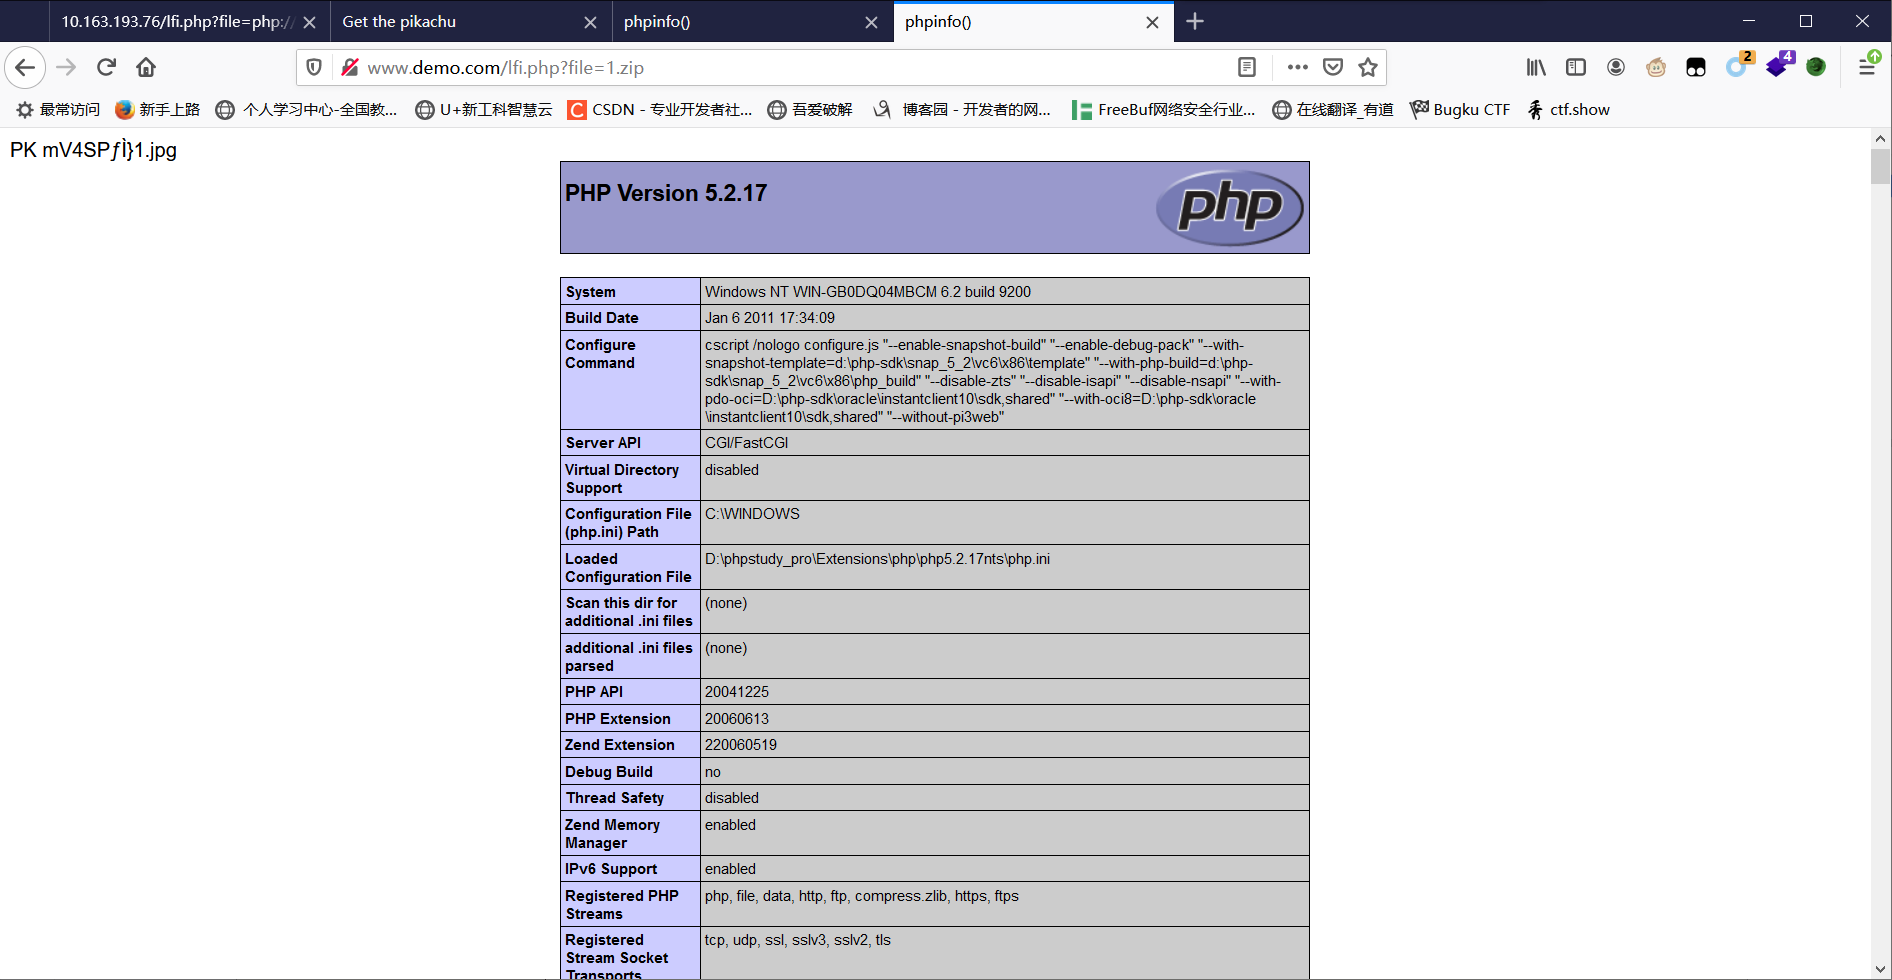 10.163.193.76/lfi.php?file=php:/
Get the pikachu
phpinfo()
phpinfo()
www.demo.com/lfi.php?file=1.zip
2
4
最常访问
新手上路
个人学习中心-全国教...
U+新工科智慧云
CSDN - 专业开发者社...
吾爱破解
博客园 - 开发者的网...
FreeBuf网络安全行业...
在线翻译_有道
Bugku CTF
ctf.show
PK mV4SPƒÌ}1.jpg
PHP Version 5.2.17
php
System
Windows NT WIN-GB0DQ04MBCM 6.2 build 9200
Build Date
Jan 6 2011 17:34:09
Configure
Command
cscript /nologo configure.js "--enable-snapshot-build" "--enable-debug-pack" "--with-
snapshot-template=d:\php-sdk\snap_5_2\vc6\x86\template" "--with-php-build=d:\php-
sdk\snap_5_2\vc6\x86\php_build" "--disable-zts" "--disable-isapi" "--disable-nsapi" "--with-
pdo-oci=D:\php-sdk\oracle\instantclient10\sdk,shared" "--with-oci8=D:\php-sdk\oracle
\instantclient10\sdk,shared" "--without-pi3web"
Server API
CGI/FastCGI
Virtual Directory
Support
disabled
Configuration File
(php.ini) Path
C:\WINDOWS
Loaded
Configuration File
D:\phpstudy_pro\Extensions\php\php5.2.17nts\php.ini
Scan this dir for
additional .ini files
(none)
additional .ini files
parsed
(none)
PHP API
20041225
PHP Extension
20060613
Zend Extension
220060519
Debug Build
no
Thread Safety
disabled
Zend Memory
Manager
enabled
IPv6 Support
enabled
Registered PHP
Streams
php, file, data, http, ftp, compress.zlib, https, ftps
Registered
Stream Socket
Transports
tcp, udp, ssl, sslv3, sslv2, tls